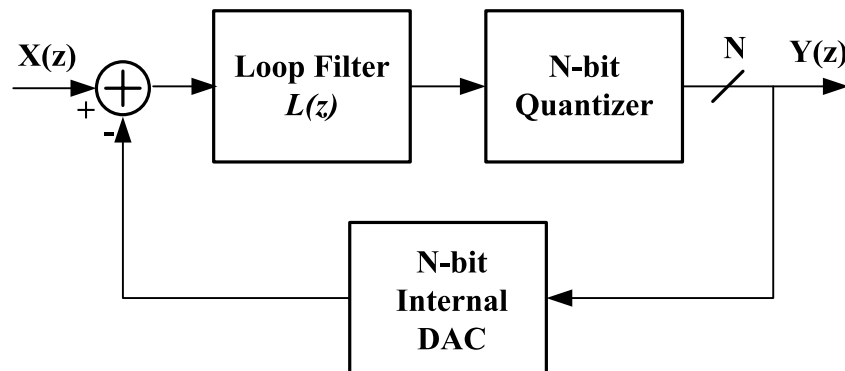 X(z)
+
-
Loop Filter
L(z)
N-bit
Quantizer
N
Y(z)
N-bit
Internal
DAC